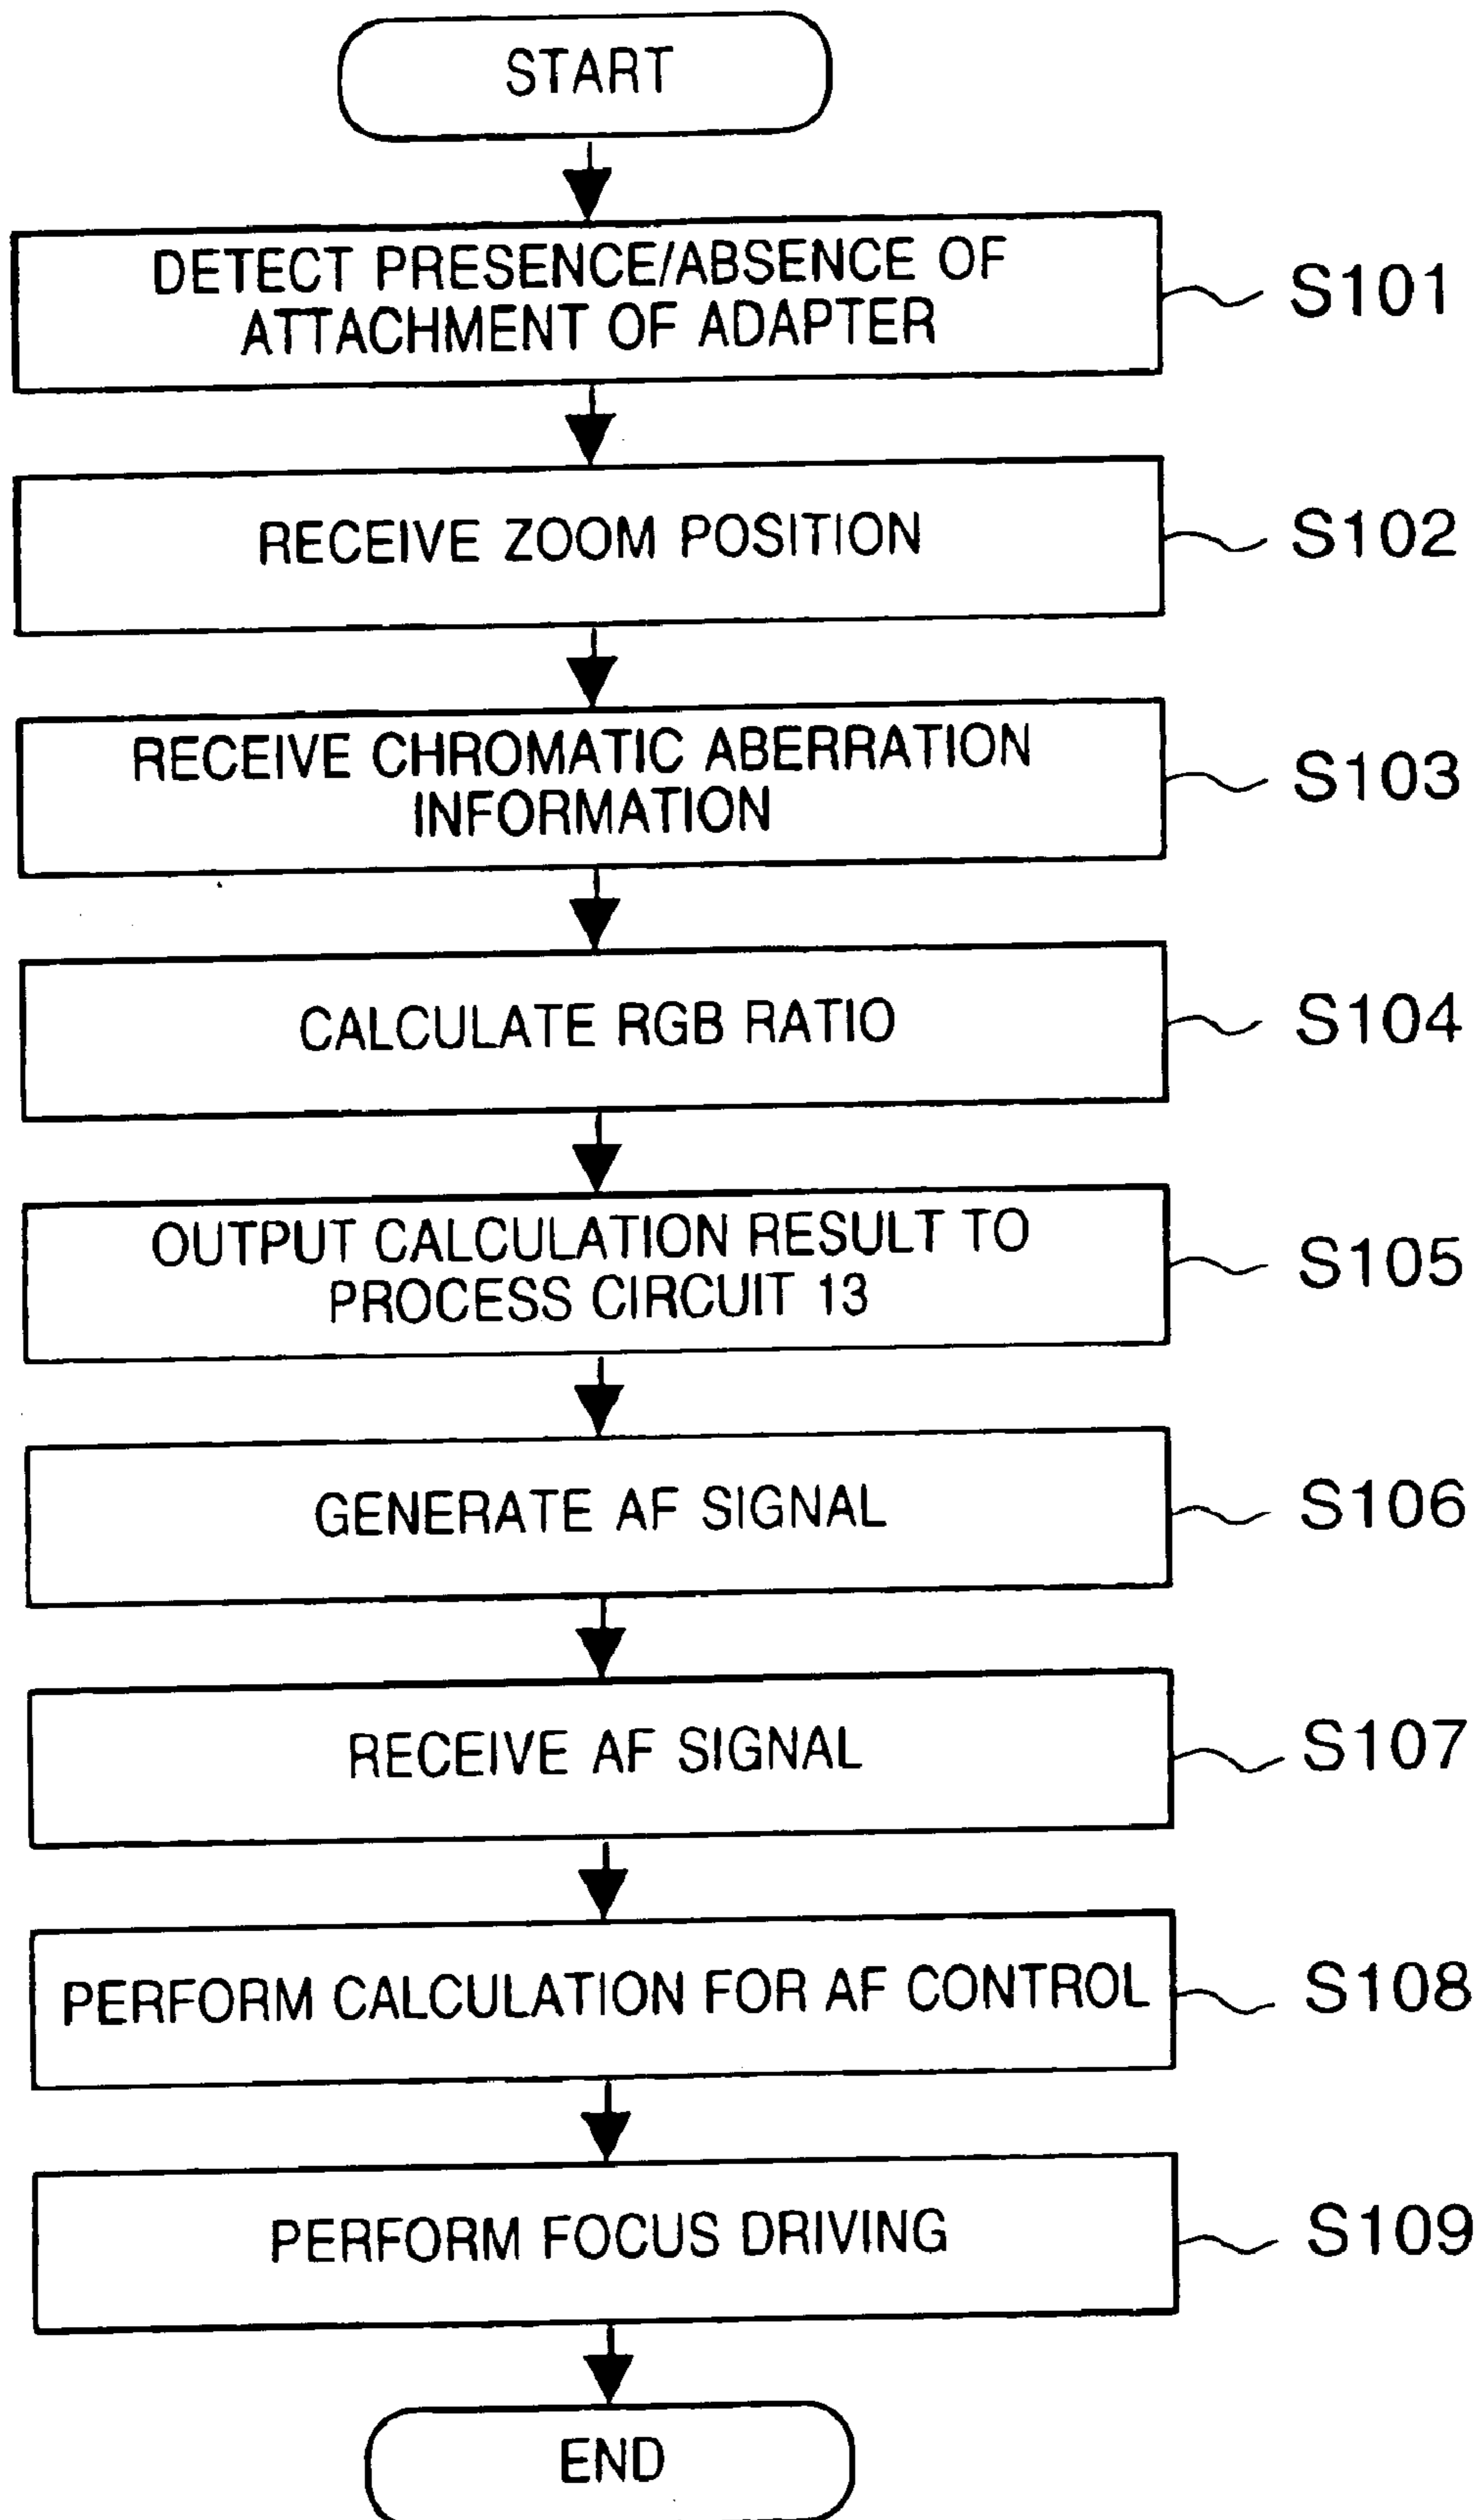 START
DETECT PRESENCE/ABSENCE OF
ATTACHMENT OF ADAPTER
S101
RECEIVE ZOOM POSITION
S102
RECEIVE CHROMATIC ABERRATION
INFORMATION
S103
CALCULATE RGB RATIO
S104
OUTPUT CALCULATION RESULT TO
PROCESS CIRCUIT 13
S105
GENERATE AF SIGNAL
S106
RECEIVE AF SIGNAL
S107
PERFORM CALCULATION FOR AF CONTROL
S108
PERFORM FOCUS DRIVING
S109
END